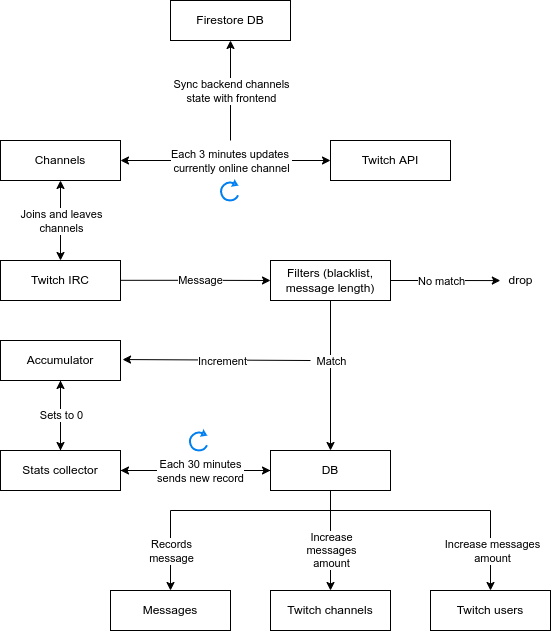 Firestore DB
Sync backend channels
state with frontend
Channels
Each 3 minutes updates
currently online channel
Twitch API
Joins and leaves
channels
Twitch IRC
Message
Filters (blacklist,
message length)
No match
drop
Accumulator
Increment
Match
Sets to 0
Stats collector
Each 30 minutes
sends new record
DB
Records
message
Increase
messages
amount
Increase messages
amount
Messages
Twitch channels
Twitch users